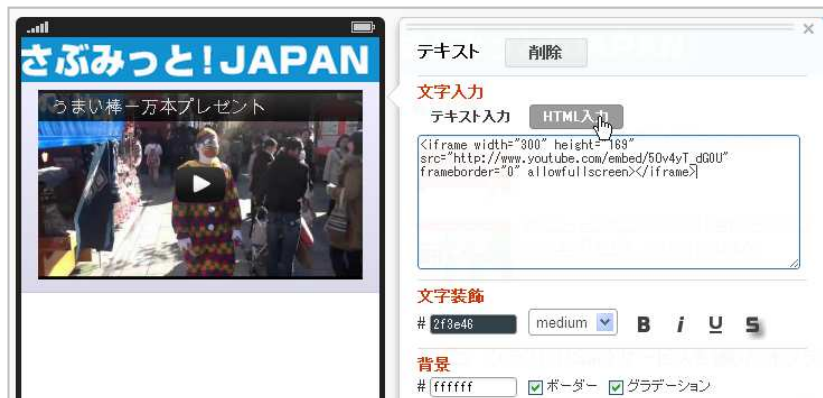 さぶみっと!JAPAN
うまい棒一万本プレゼント
テキスト 削除
文字入力
テキスト入力 HTML入力
<iframe width="300" height="169"
src="http://www.youtube.com/embed/5Ov4yT_dG0U"
frameborder="0" allowfullscreen></iframe>
文字装飾
# 2f3e46 medium B i U S
背景
# ffffff ボーダー グラデーション